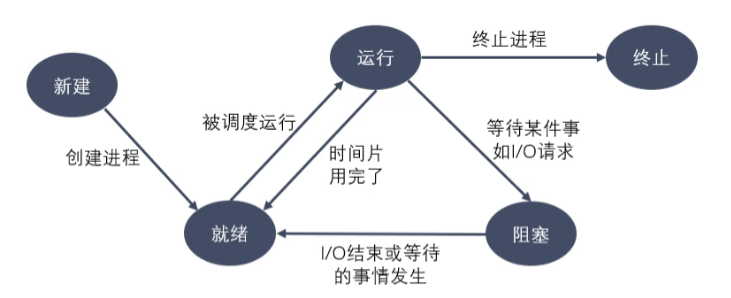 终止进程
运行
终止
新建
被调度运行
等待某件事
如I/O请求
创建进程
时间片
用完了
就绪
阻塞
I/O结束或等待
的事情发生